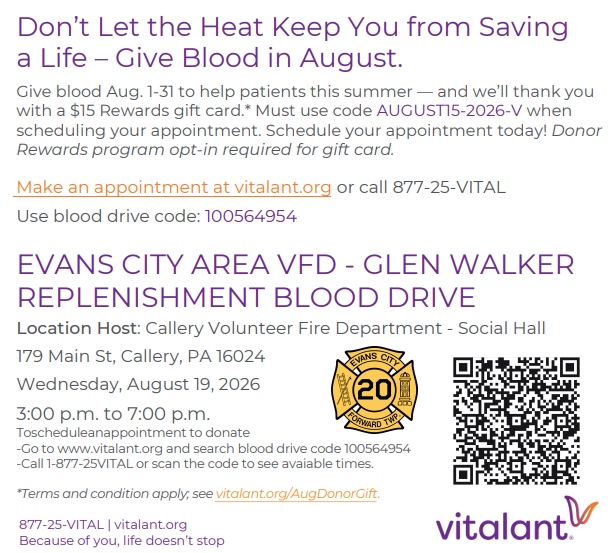 Don’t Let the Heat Keep You from Saving
a Life – Give Blood in August.
Give blood Aug. 1-31 to help patients this summer — and we’ll thank you
with a $15 Rewards gift card.* Must use code AUGUST15-2026-V when
scheduling your appointment. Schedule your appointment today! Donor
Rewards program opt-in required for gift card.
Make an appointment at vitalant.org or call 877-25-VITAL
Use blood drive code: 100564954
EVANS CITY AREA VFD - GLEN WALKER
REPLENISHMENT BLOOD DRIVE
Location Host: Callery Volunteer Fire Department - Social Hall
179 Main St, Callery, PA 16024
Wednesday, August 19, 2026
3:00 p.m. to 7:00 p.m.
Toscheduleanappointment to donate
-Go to www.vitalant.org and search blood drive code 100564954
-Call 1-877-25VITAL or scan the code to see avaiable times.
EVANS CITY
20
FORWARD TWP.
*Terms and condition apply; see vitalant.org/AugDonorGift.
877-25-VITAL | vitalant.org
Because of you, life doesn’t stop
vitalant®